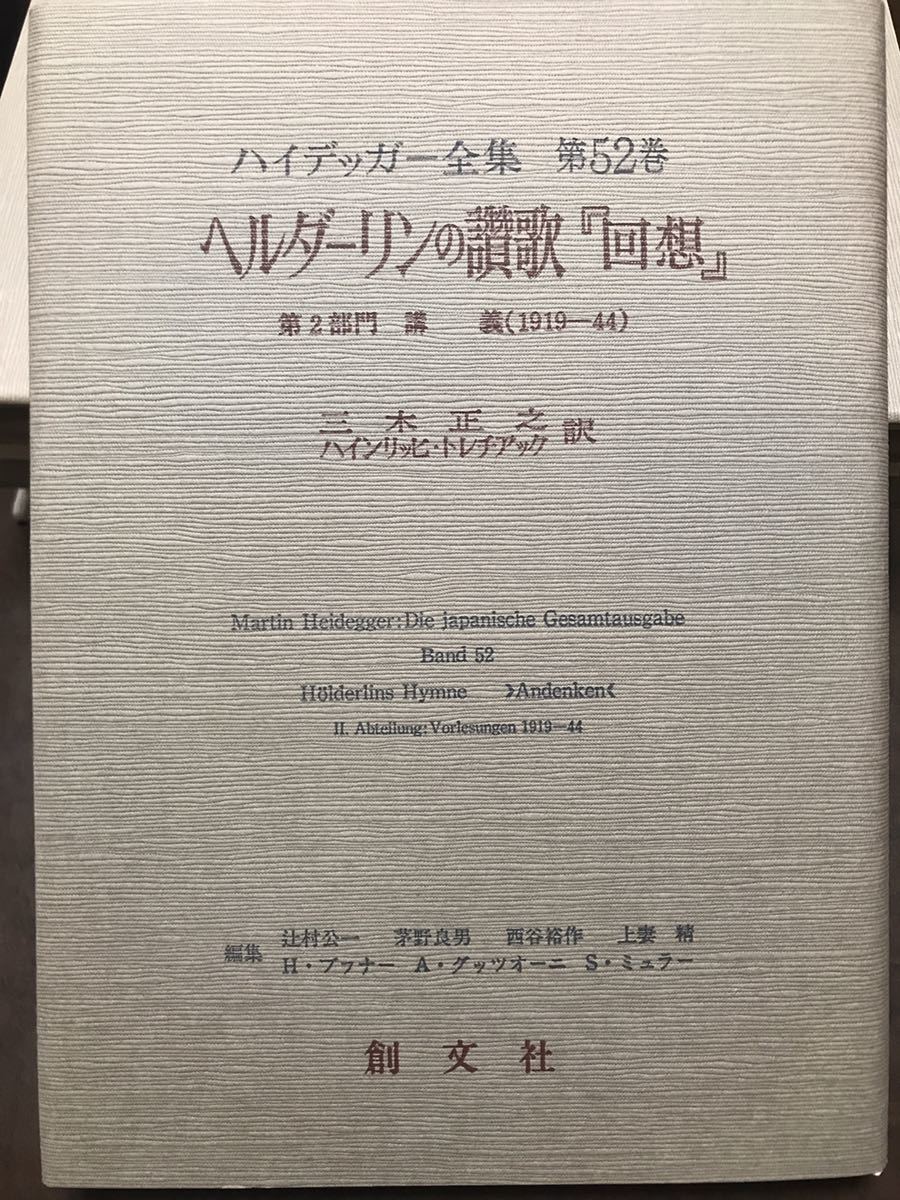 ハイデッガー全集 第52巻
ヘルダーリンの讃歌『回想』
第2部門 講 義(1919—44)
三木正之
ハインリッヒ・トレチアック 訳
Martin Heidegger:Die japanische Gesamtausgabe
Band 52
Hölderlins Hymne 》Andenken《
II. Abteilung:Vorlesungen 1919—44
編集 辻村公一 茅野良男 西谷裕作 上妻 精
H・ブァナー A・グッツオーニ S・ミュラー
創文社